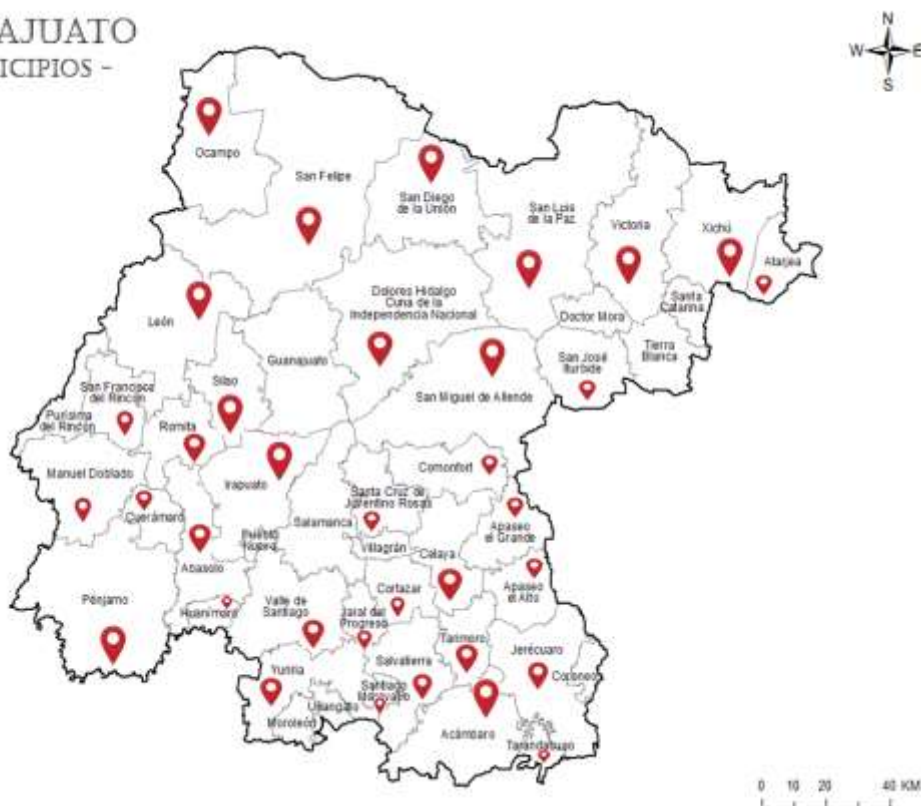 AJUATO
ICIPIOS -
N
W
E
S
Ocampo
San Felipe
San Diego
de la Unión
San Luis
de la Paz
Victoria
Xichú
Atarjea
Santa
Catarina
Doctor Mora
Tierra
Blanca
San José
Iturbide
Dolores Hidalgo
Cuna de la
Independencia Nacional
León
Guanajuato
San Miguel de Allende
Silao
San Francisco
del Rincón
Purísima
del Rincón
Romita
Manuel Doblado
Cuerámaro
Irapuato
Comonfort
Santa Cruz de
Juventino Rosas
Salamanca
Apaseo
el Grande
Pueblo
Nuevo
Villagrán
Celaya
Abasolo
Apaseo
el Alto
Pénjamo
Huanímaro
Valle de
Santiago
Cortazar
Jaral del
Progreso
Tarimoro
Jerécuaro
Salvatierra
Coroneo
Yuriria
Santiago
Uriangato
Moroleón
Acámbaro
Tarandacuao
0 10 20 40 KM